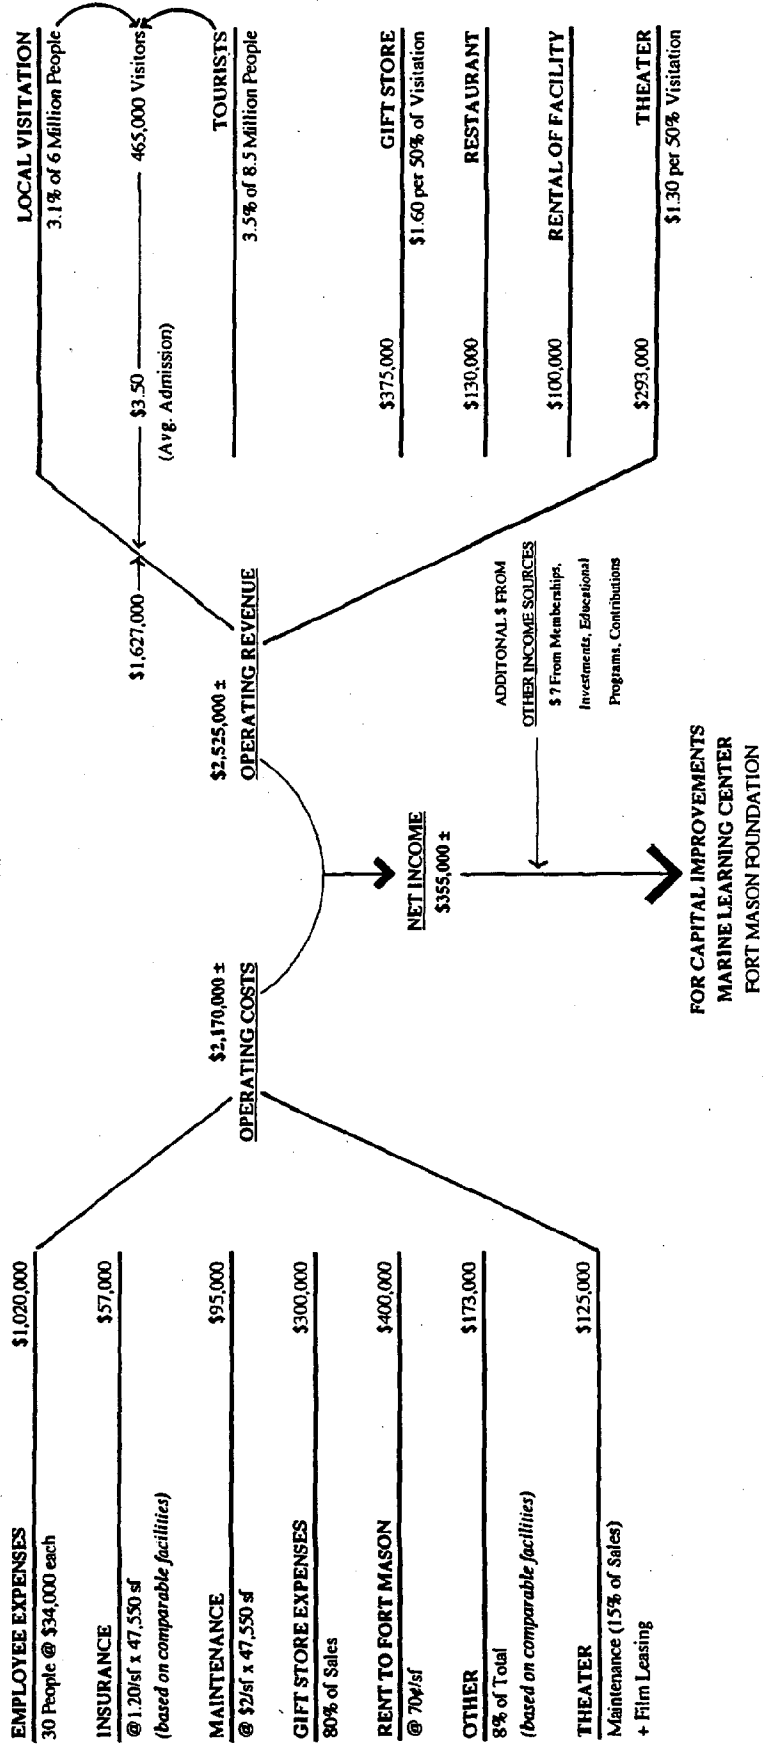 EMPLOYEE EXPENSES $1,020,000
30 People @ $34,000 each
INSURANCE $57,000
@ 1.20/sf x 47,550 sf
(based on comparable facilities)
MAINTENANCE $95,000
@ $2/sf x 47,550 sf
GIFT STORE EXPENSES $300,000
80% of Sales
RENT TO FORT MASON $400,000
@ 70¢/sf
OTHER $173,000
8% of Total
(based on comparable facilities)
THEATER $125,000
Maintenance (15% of Sales)
+ Film Leasing
$2,170,000 ±
OPERATING COSTS
$2,525,000 ±
OPERATING REVENUE
NET INCOME
$355,000 ±
ADDITONAL $ FROM
OTHER INCOME SOURCES
$ ? From Memberships,
Investments, Educational
Programs, Contributions
FOR CAPITAL IMPROVEMENTS
MARINE LEARNING CENTER
FORT MASON FOUNDATION
LOCAL VISITATION
3.1% of 6 Million People
$1,627,000 $3.50 465,000 Visitors
(Avg. Admission)
TOURISTS
3.5% of 8.5 Million People
$375,000 GIFT STORE
$1.60 per 50% of Visitation
$130,000 RESTAURANT
$100,000 RENTAL OF FACILITY
$293,000 THEATER
$1.30 per 50% Visitation